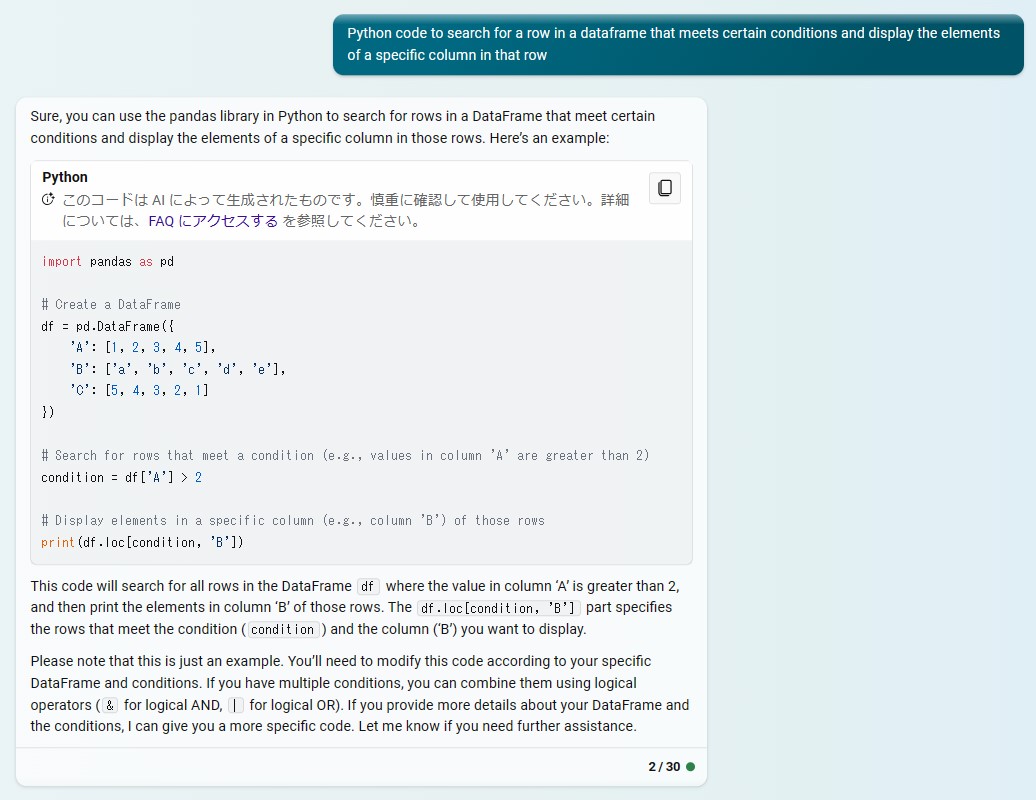 Python code to search for a row in a dataframe that meets certain conditions and display the elements
of a specific column in that row
Sure, you can use the pandas library in Python to search for rows in a DataFrame that meet certain
conditions and display the elements of a specific column in those rows. Here’s an example:
Python
このコードは AI によって生成されたものです。慎重に確認して使用してください。詳細
については、FAQ にアクセスする を参照してください。
import pandas as pd
# Create a DataFrame
df = pd.DataFrame({
    'A': [1, 2, 3, 4, 5],
    'B': ['a', 'b', 'c', 'd', 'e'],
    'C': [5, 4, 3, 2, 1]
})
# Search for rows that meet a condition (e.g., values in column 'A' are greater than 2)
condition = df['A'] > 2
# Display elements in a specific column (e.g., column 'B') of those rows
print(df.loc[condition, 'B'])
This code will search for all rows in the DataFrame df where the value in column ‘A’ is greater than 2,
and then print the elements in column ‘B’ of those rows. The df.loc[condition, 'B'] part specifies
the rows that meet the condition ( condition ) and the column (‘B’) you want to display.
Please note that this is just an example. You’ll need to modify this code according to your specific
DataFrame and conditions. If you have multiple conditions, you can combine them using logical
operators ( & for logical AND, | for logical OR). If you provide more details about your DataFrame and
the conditions, I can give you a more specific code. Let me know if you need further assistance.
2 / 30